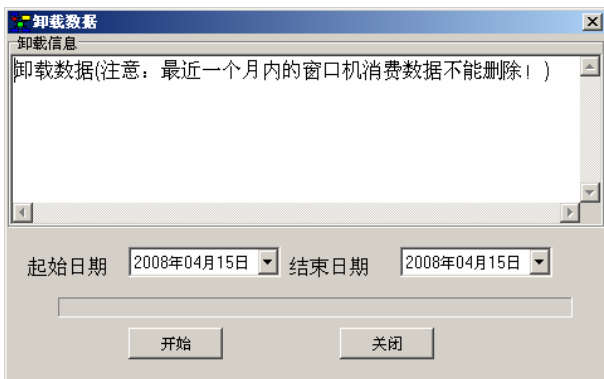 卸载数据
卸载信息
卸载数据(注意：最近一个月内的窗口机消费数据不能删除！)
起始日期 2008年04月15日 结束日期 2008年04月15日
开始 关闭